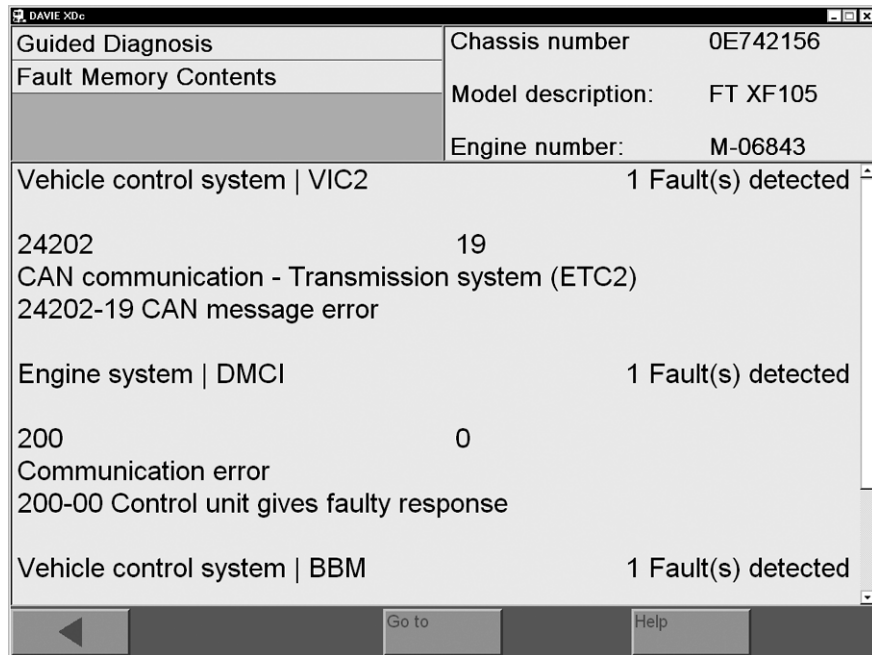 DAVIE XDc
Guided Diagnosis
Fault Memory Contents
Chassis number 0E742156
Model description: FT XF105
Engine number: M-06843
Vehicle control system | VIC2 1 Fault(s) detected
24202 19
CAN communication - Transmission system (ETC2)
24202-19 CAN message error
Engine system | DMCI 1 Fault(s) detected
200 0
Communication error
200-00 Control unit gives faulty response
Vehicle control system | BBM 1 Fault(s) detected
Go to Help